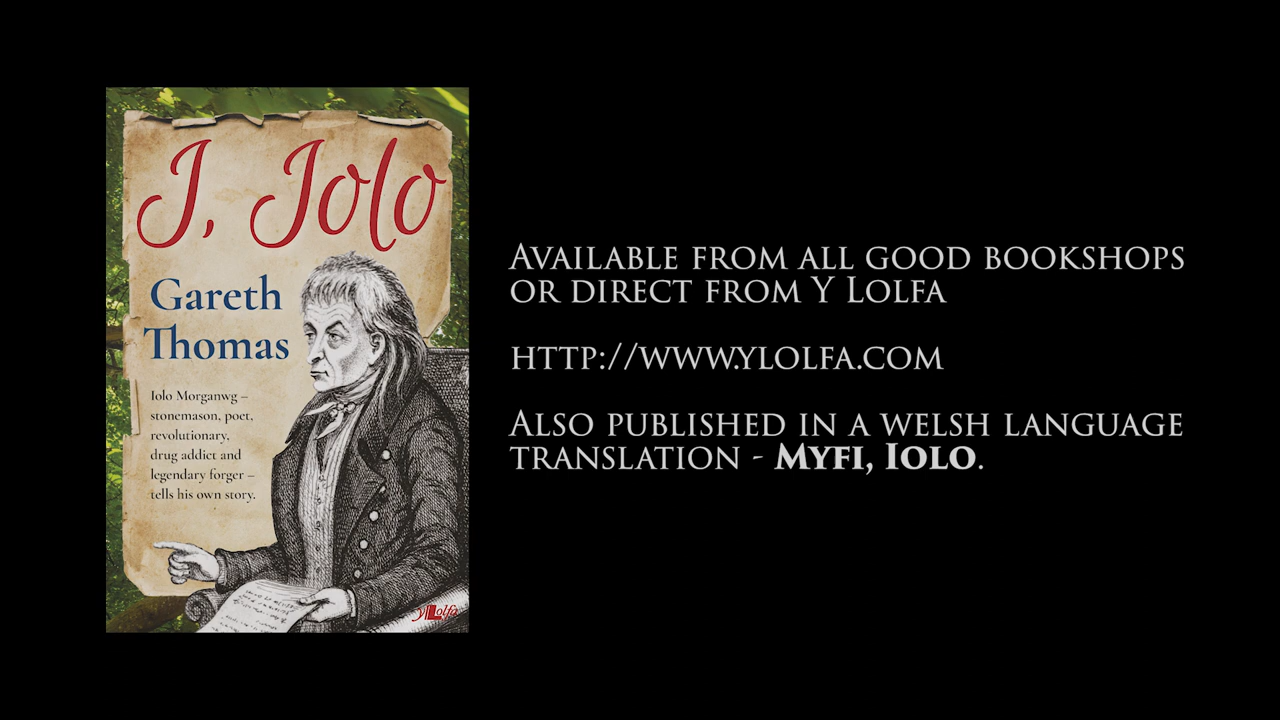 I, Iolo
Gareth
Thomas
Iolo Morganwg –
stonemason, poet,
revolutionary,
drug addict and
legendary forger –
tells his own story.
y Lolfa
Available from all good bookshops
or direct from Y Lolfa
http://www.ylolfa.com
Also published in a welsh language
translation - Myfi, Iolo.